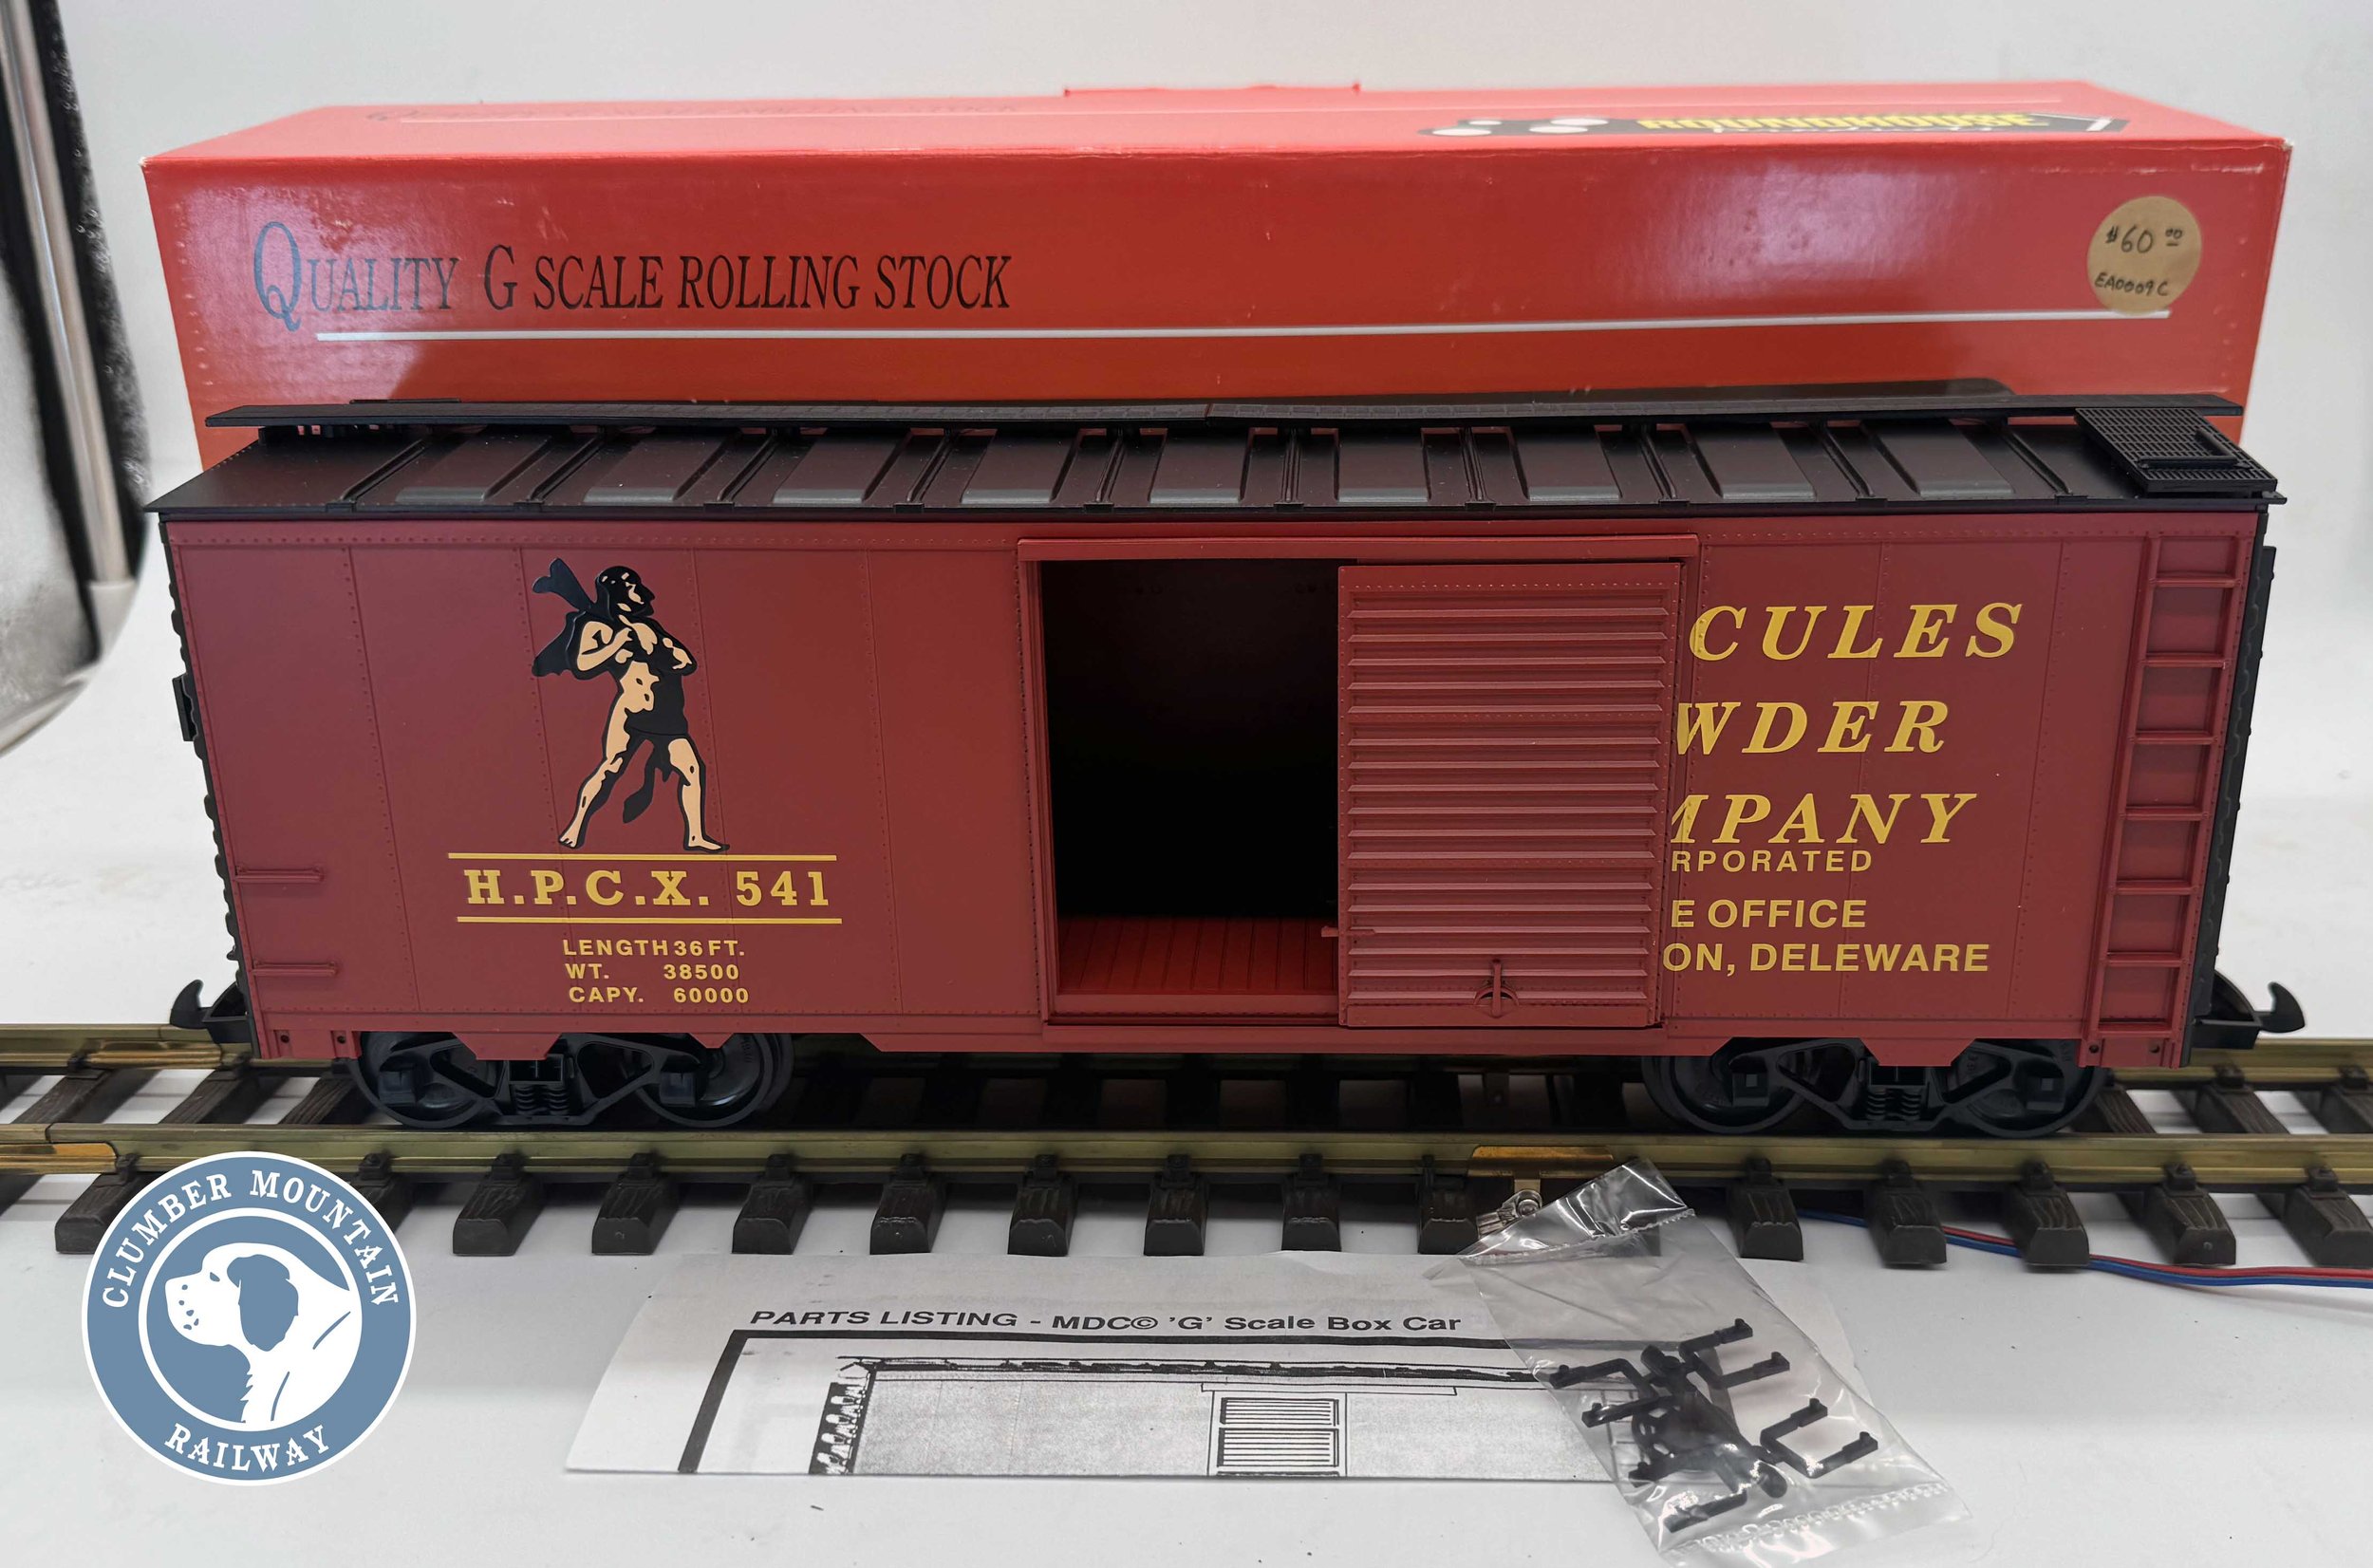 ROUNDHOUSE
QUALITY G SCALE ROLLING STOCK
$60 00
EA0009C
CULES
WDER
MPANY
RPORATED
E OFFICE
ON, DELEWARE
H.P.C.X. 541
LENGTH 36 FT.
WT. 38500
CAPY. 60000
PARTS LISTING - MDC© 'G' Scale Box Car
CLUMBER MOUNTAIN
RAILWAY